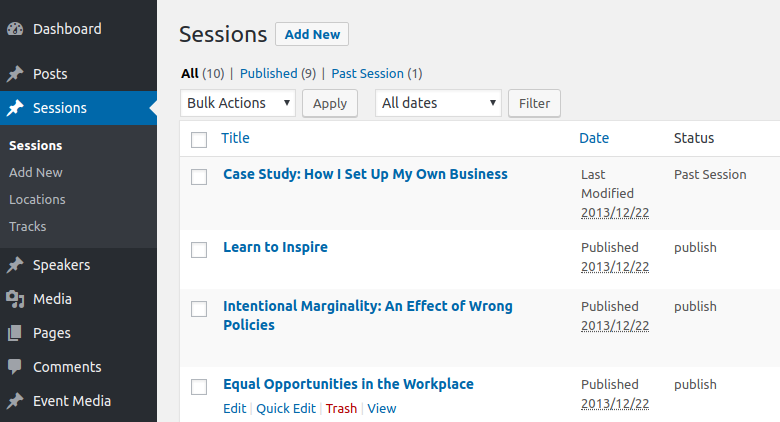 Dashboard
Posts
Sessions
Sessions
Add New
Locations
Tracks
Speakers
Media
Pages
Comments
Event Media
Sessions Add New
All (10) | Published (9) | Past Session (1)
Bulk Actions Apply All dates Filter
Title Date Status
Case Study: How I Set Up My Own Business Last Past Session
Modified
2013/12/22
Learn to Inspire Published publish
2013/12/22
Intentional Marginality: An Effect of Wrong Published publish
Policies 2013/12/22
Equal Opportunities in the Workplace Published publish
Edit | Quick Edit | Trash | View 2013/12/22